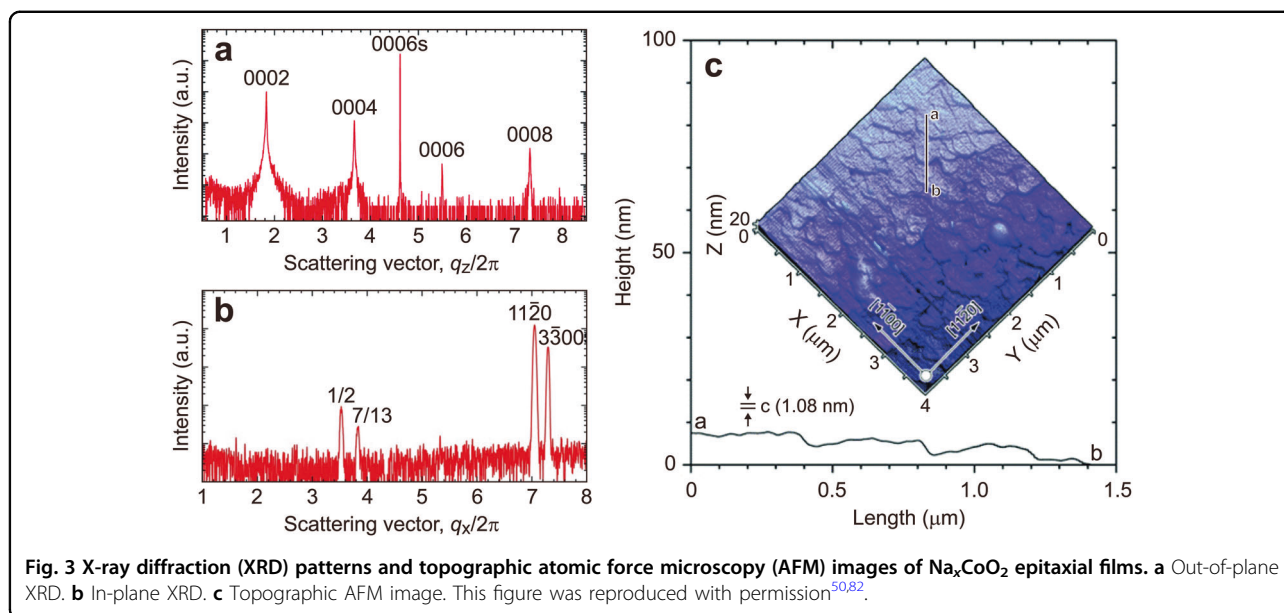 a
0002
0004
0006s
0006
0008
Intensity (a.u.)
1 2 3 4 5 6 7 8
Scattering vector, qz/2π
b
112̄0
33̄00
1/2
7/13
Intensity (a.u.)
1 2 3 4 5 6 7 8
Scattering vector, qx/2π
c
100
50
0
Height (nm)
Z (nm)
20
0
0
a
b
1
2
3
X (μm)
1
2
3
Y (μm)
4
[11̄00]
[112̄0]
c (1.08 nm)
a
b
0 0.5 1.0 1.5
Length (μm)
Fig. 3 X-ray diffraction (XRD) patterns and topographic atomic force microscopy (AFM) images of NaxCoO2 epitaxial films. a Out-of-plane
XRD. b In-plane XRD. c Topographic AFM image. This figure was reproduced with permission50,82.